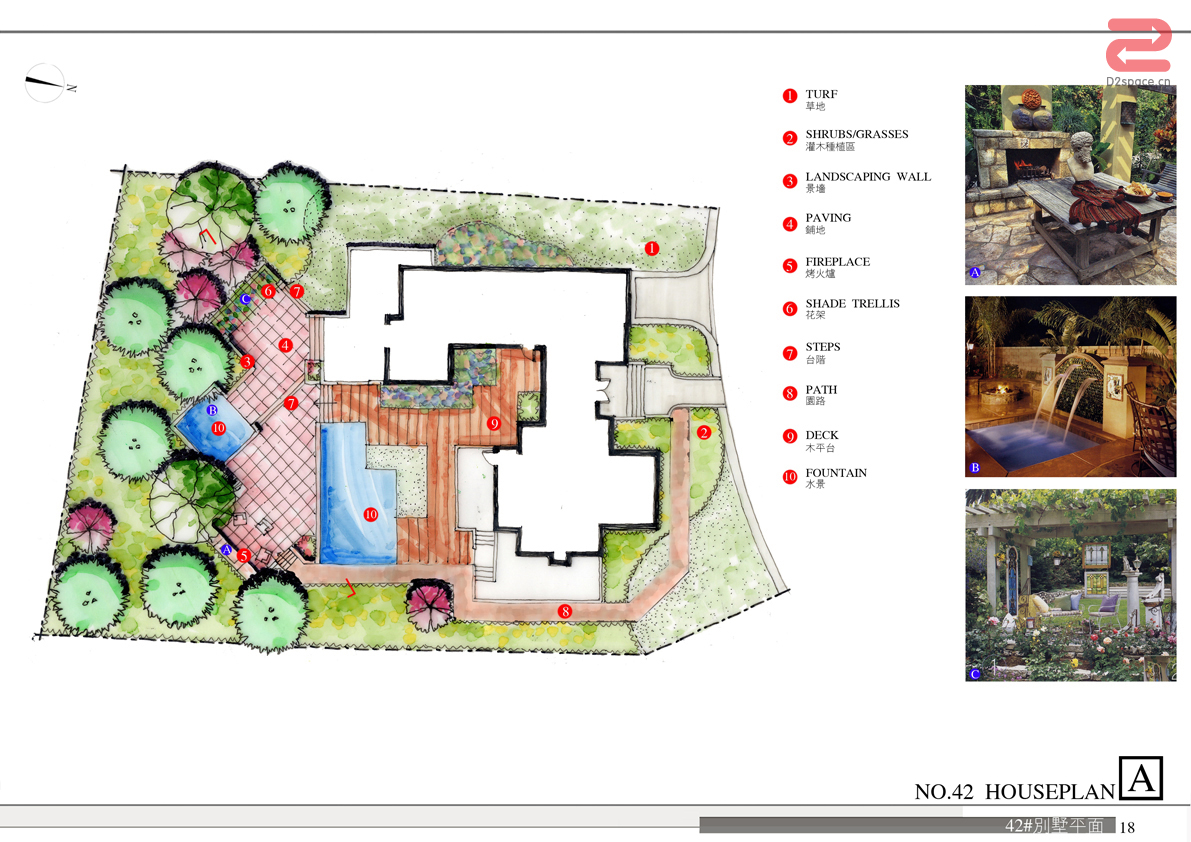 D2space.cn
N
1 TURF
草地
2 SHRUBS/GRASSES
灌木種植區
3 LANDSCAPING WALL
景墻
4 PAVING
鋪地
5 FIREPLACE
烤火爐
6 SHADE TRELLIS
花架
7 STEPS
台階
8 PATH
園路
9 DECK
木平台
10 FOUNTAIN
水景
1
C
6
7
4
3
7
B
10
9
2
10
A
5
8
A
B
C
NO.42 HOUSEPLAN A
42#別墅平面 18